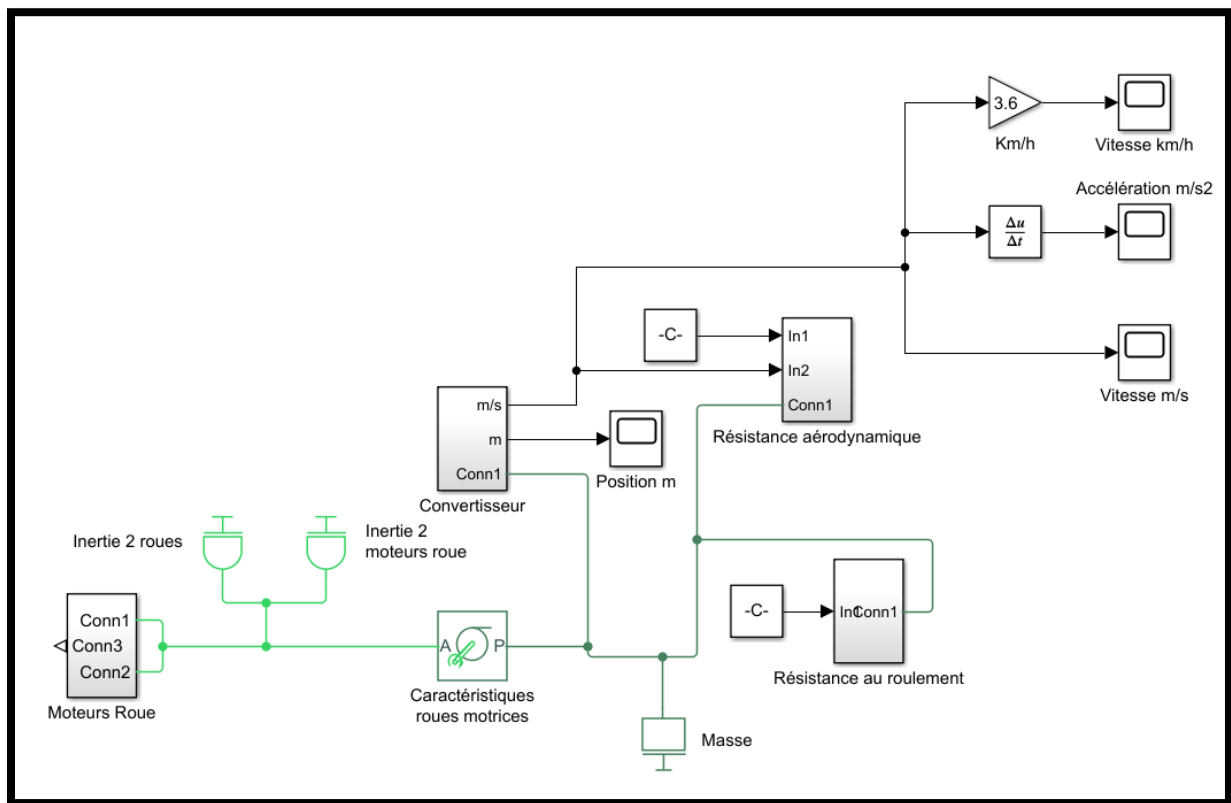 3.6
Km/h
Vitesse km/h
Accélération m/s2
Δu
Δt
Vitesse m/s
-C-
In1
In2
Conn1
Résistance aérodynamique
m/s
m
Conn1
Convertisseur
Position m
Inertie 2 roues
Inertie 2
moteurs roue
Conn1
Conn3
Conn2
Moteurs Roue
A
P
Caractéristiques
roues motrices
-C-
In1
Conn1
Résistance au roulement
Masse